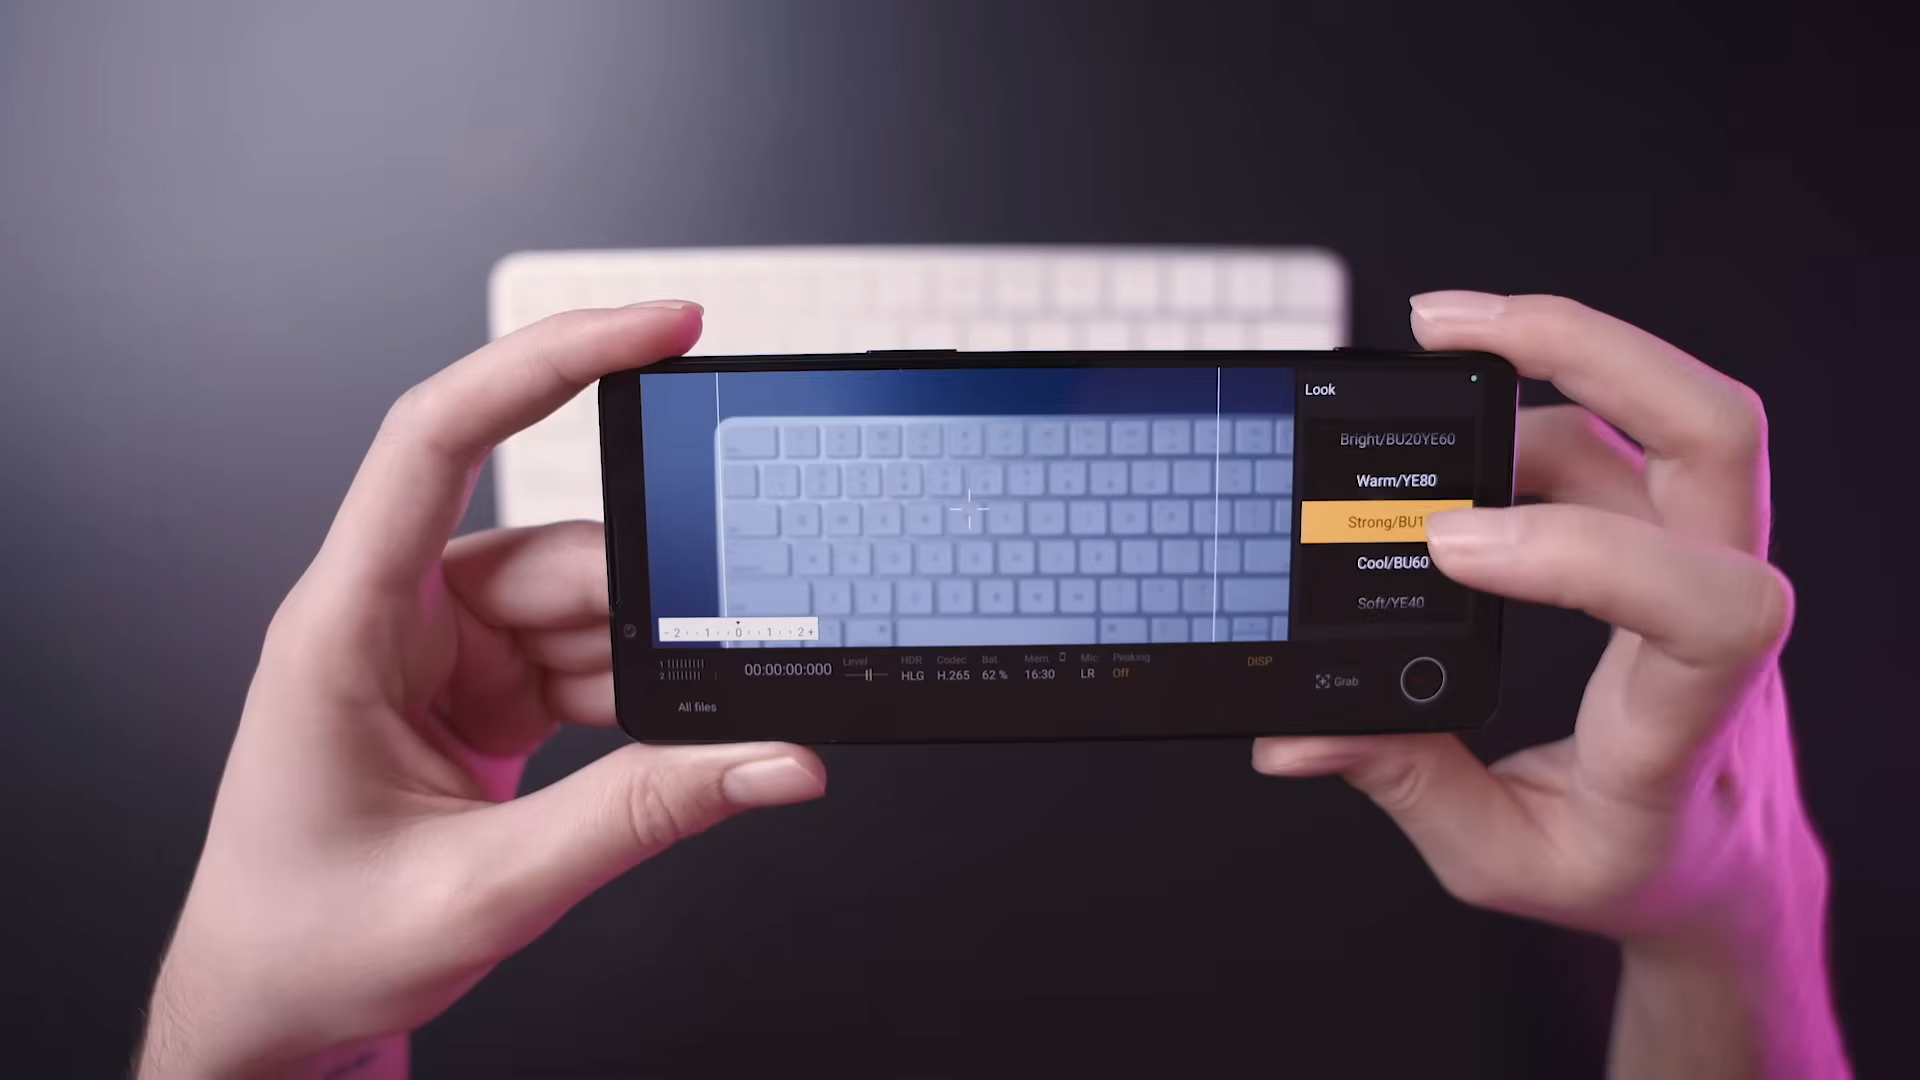 Look
Bright/BU20YE60
Warm/YE80
Strong/BU1
Cool/BU60
Soft/YE40
-2 · · 1 · · 0 · · 1 · · 2+
1
2
00:00:00:000
Level
HDR
HLG
Codec
H.265
Bat.
62 %
Mem.
16:30
Mic
LR
Peaking
Off
DISP
Grab
All files